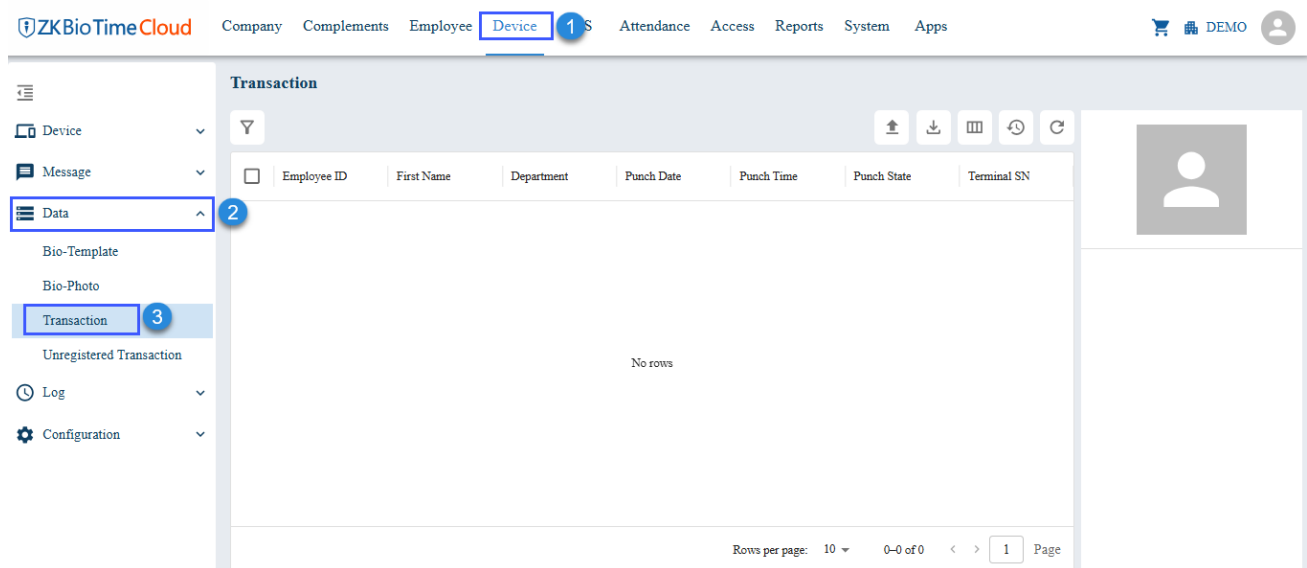 ZKBioTime Cloud Company Complements Employee Device 1 S Attendance Access Reports System Apps DEMO
Transaction
Device
Message
Employee ID First Name Department Punch Date Punch Time Punch State Terminal SN
Data 2
Bio-Template
Bio-Photo
Transaction 3
Unregistered Transaction
No rows
Log
Configuration
Rows per page: 10 0–0 of 0 < > 1 Page